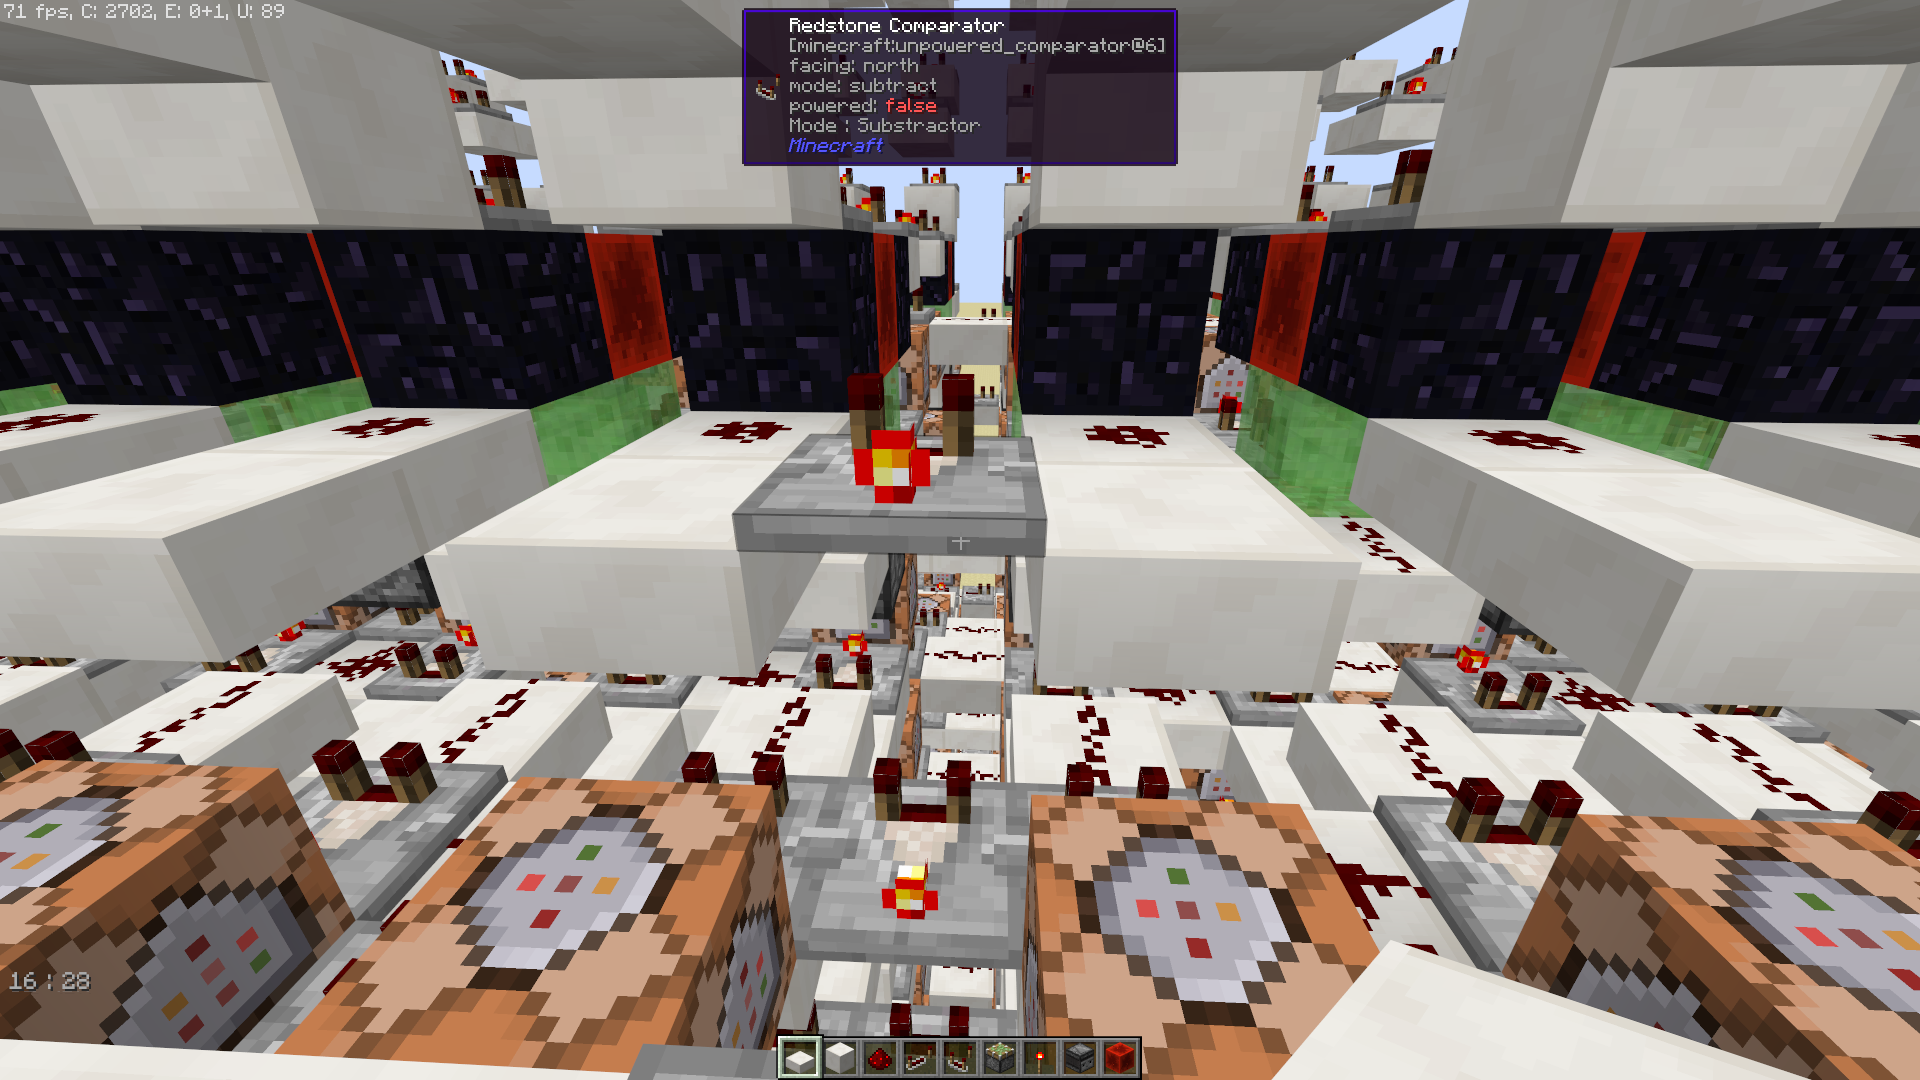 71 fps, C: 2702, E: 0+1, U: 89
Redstone Comparator
[minecraft:unpowered_comparator@6]
facing: north
mode: subtract
powered: false
Mode : Substractor
Minecraft
16:28